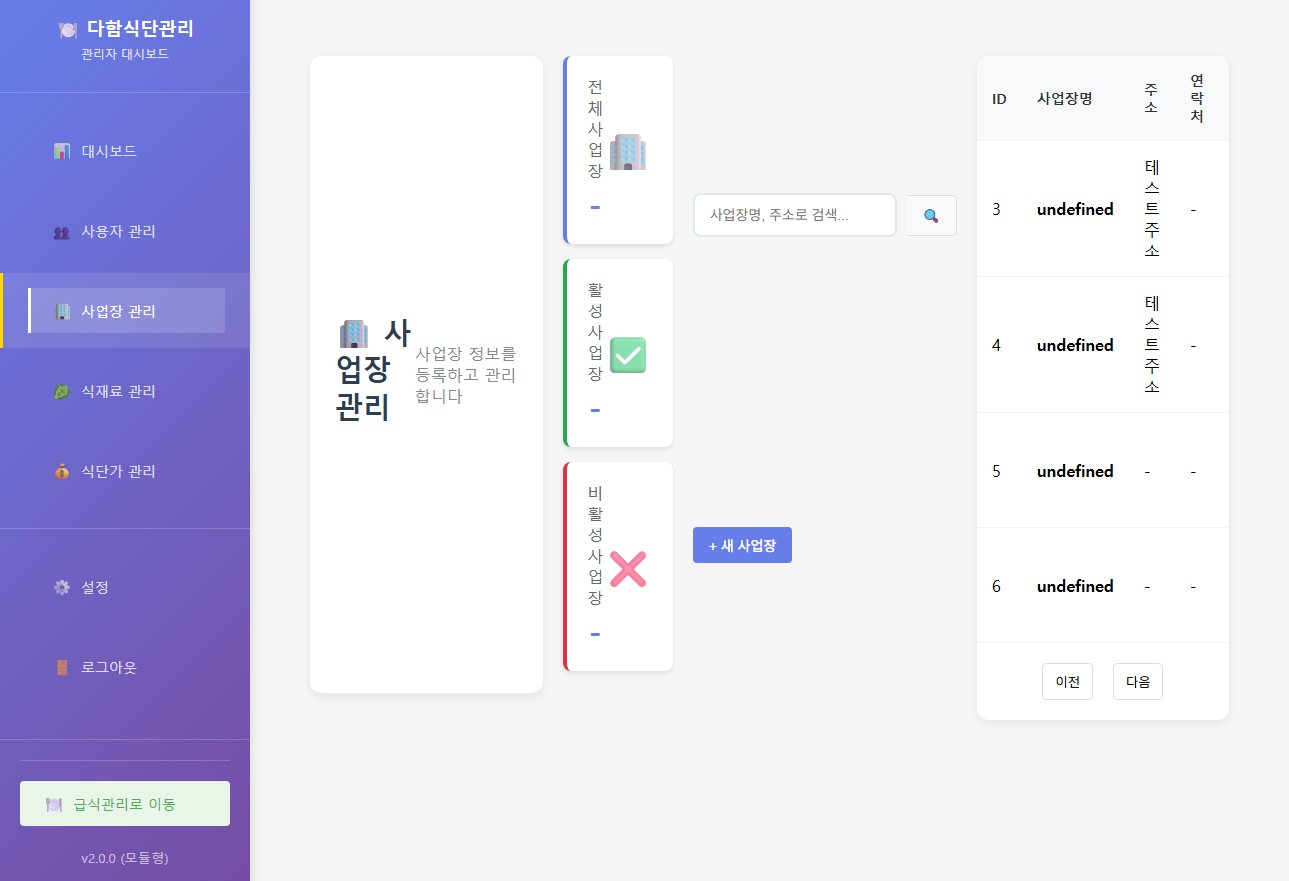 다함식단관리
관리자 대시보드
대시보드
사용자 관리
사업장 관리
식재료 관리
식단가 관리
설정
로그아웃
급식관리로 이동
v2.0.0 (모듈형)
사
업장
관리
사업장 정보를
등록하고 관리
합니다
전
체
사
업
장
-
활
성
사
업
장
-
비
활
성
사
업
장
-
사업장명, 주소로 검색...
+ 새 사업장
ID 사업장명 주소 연락처
3 undefined 테스트주소 -
4 undefined 테스트주소 -
5 undefined - -
6 undefined - -
이전 다음